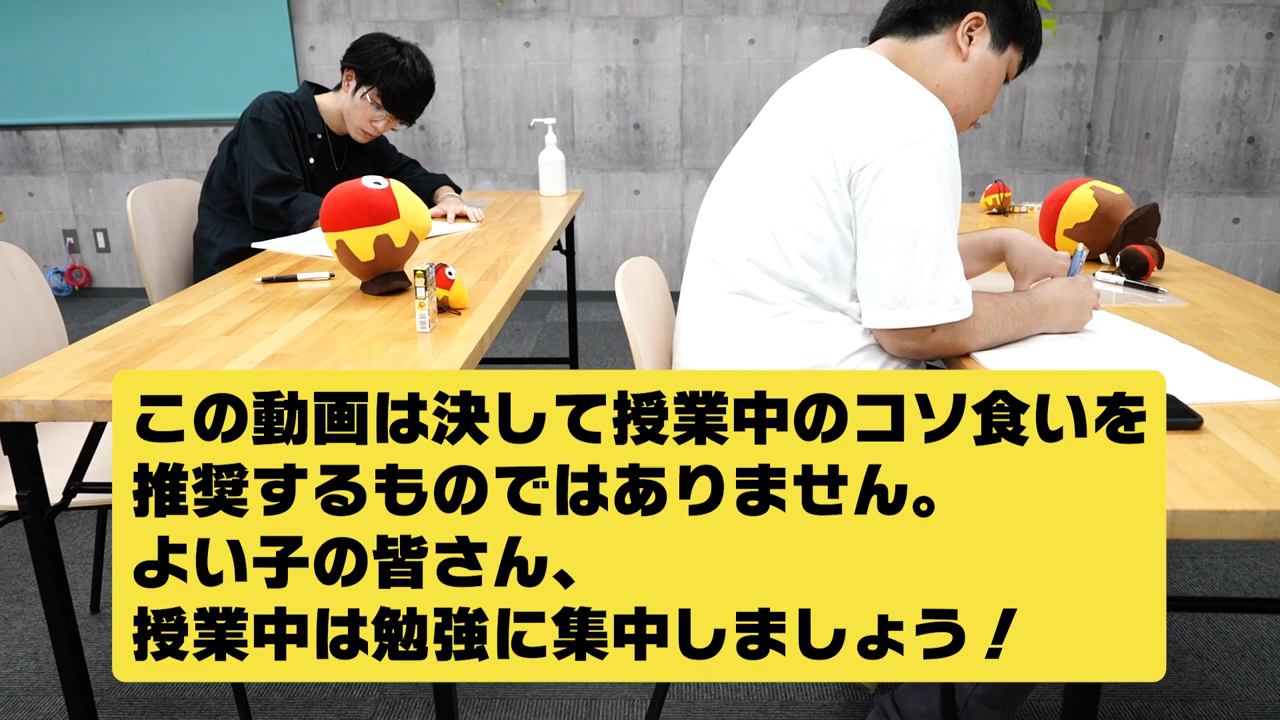 この動画は決して授業中のコソ食いを
推奨するものではありません。
よい子の皆さん、
授業中は勉強に集中しましょう！